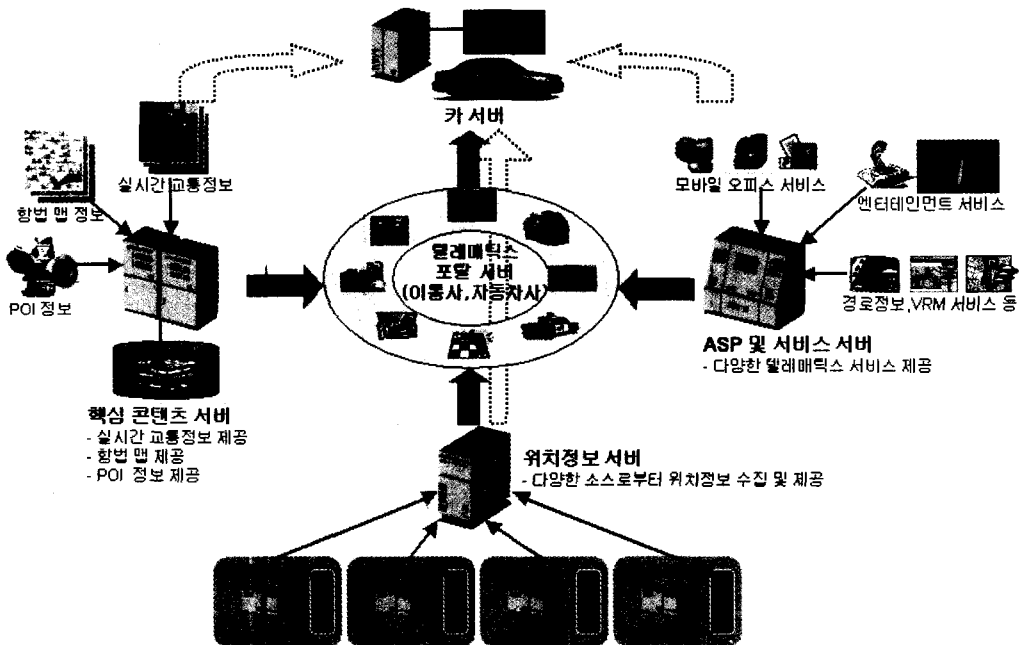 카 서버
실시간 교통정보
항법 맵 정보
POI 정보
모바일 오피스 서비스
엔터테인먼트 서비스
경로정보,VRM 서비스 등
텔레매틱스
포탈 서버
(이통사,자동차사)
핵심 콘텐츠 서버
- 실시간 교통정보 제공
- 항법 맵 제공
- POI 정보 제공
ASP 및 서비스 서버
- 다양한 텔레매틱스 서비스 제공
위치정보 서버
- 다양한 소스로부터 위치정보 수집 및 제공